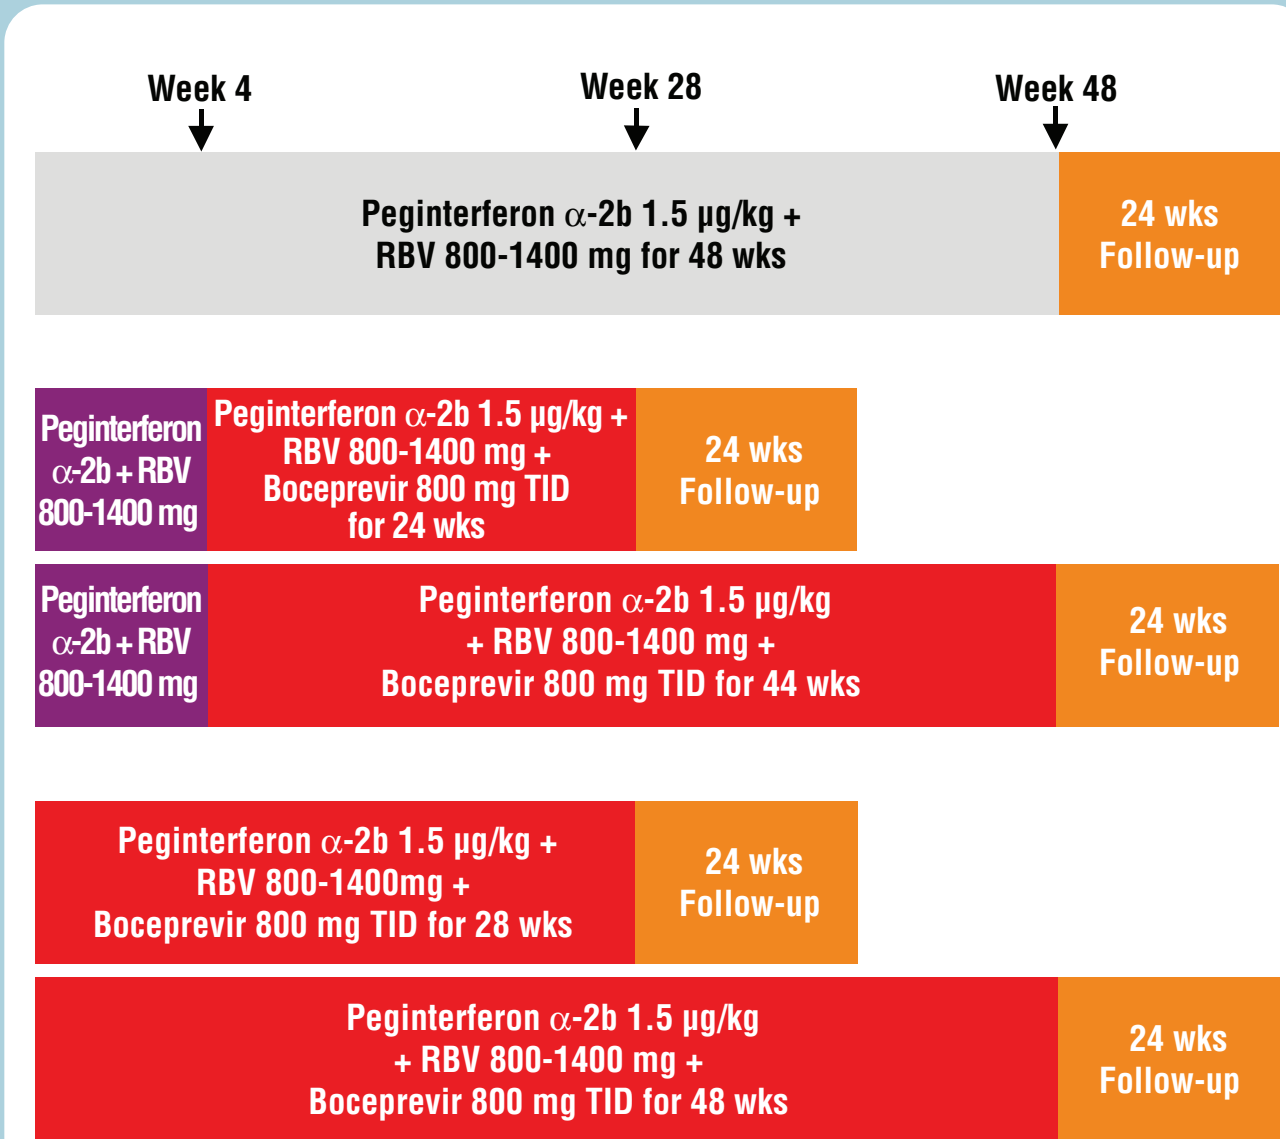 Week 4
Week 28
Week 48
Peginterferon α-2b 1.5 µg/kg +
RBV 800-1400 mg for 48 wks
24 wks
Follow-up
Peginterferon
α-2b + RBV
800-1400 mg
Peginterferon α-2b 1.5 µg/kg +
RBV 800-1400 mg +
Boceprevir 800 mg TID
for 24 wks
24 wks
Follow-up
Peginterferon
α-2b + RBV
800-1400 mg
Peginterferon α-2b 1.5 µg/kg
+ RBV 800-1400 mg +
Boceprevir 800 mg TID for 44 wks
24 wks
Follow-up
Peginterferon α-2b 1.5 µg/kg +
RBV 800-1400mg +
Boceprevir 800 mg TID for 28 wks
24 wks
Follow-up
Peginterferon α-2b 1.5 µg/kg
+ RBV 800-1400 mg +
Boceprevir 800 mg TID for 48 wks
24 wks
Follow-up